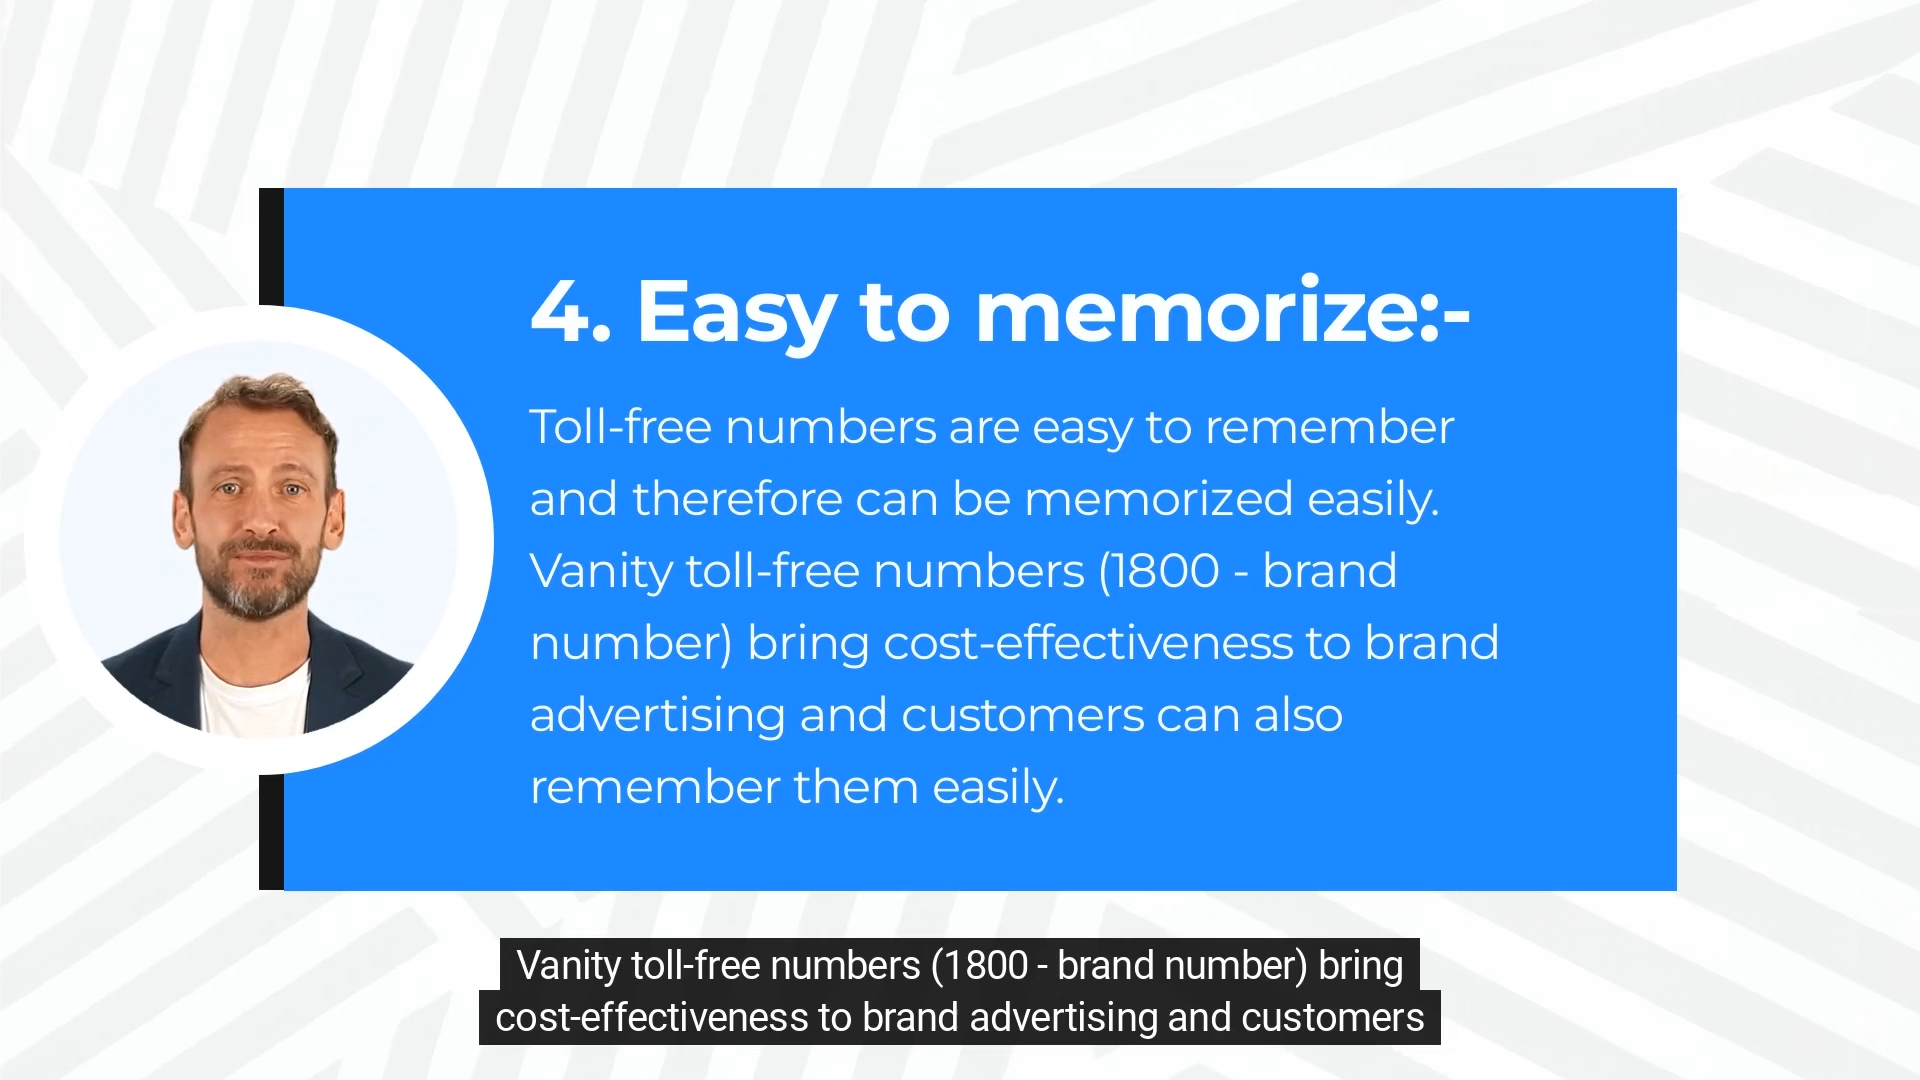 4. Easy to memorize:-
Toll-free numbers are easy to remember
and therefore can be memorized easily.
Vanity toll-free numbers (1800 - brand
number) bring cost-effectiveness to brand
advertising and customers can also
remember them easily.
Vanity toll-free numbers (1800 - brand number) bring
cost-effectiveness to brand advertising and customers